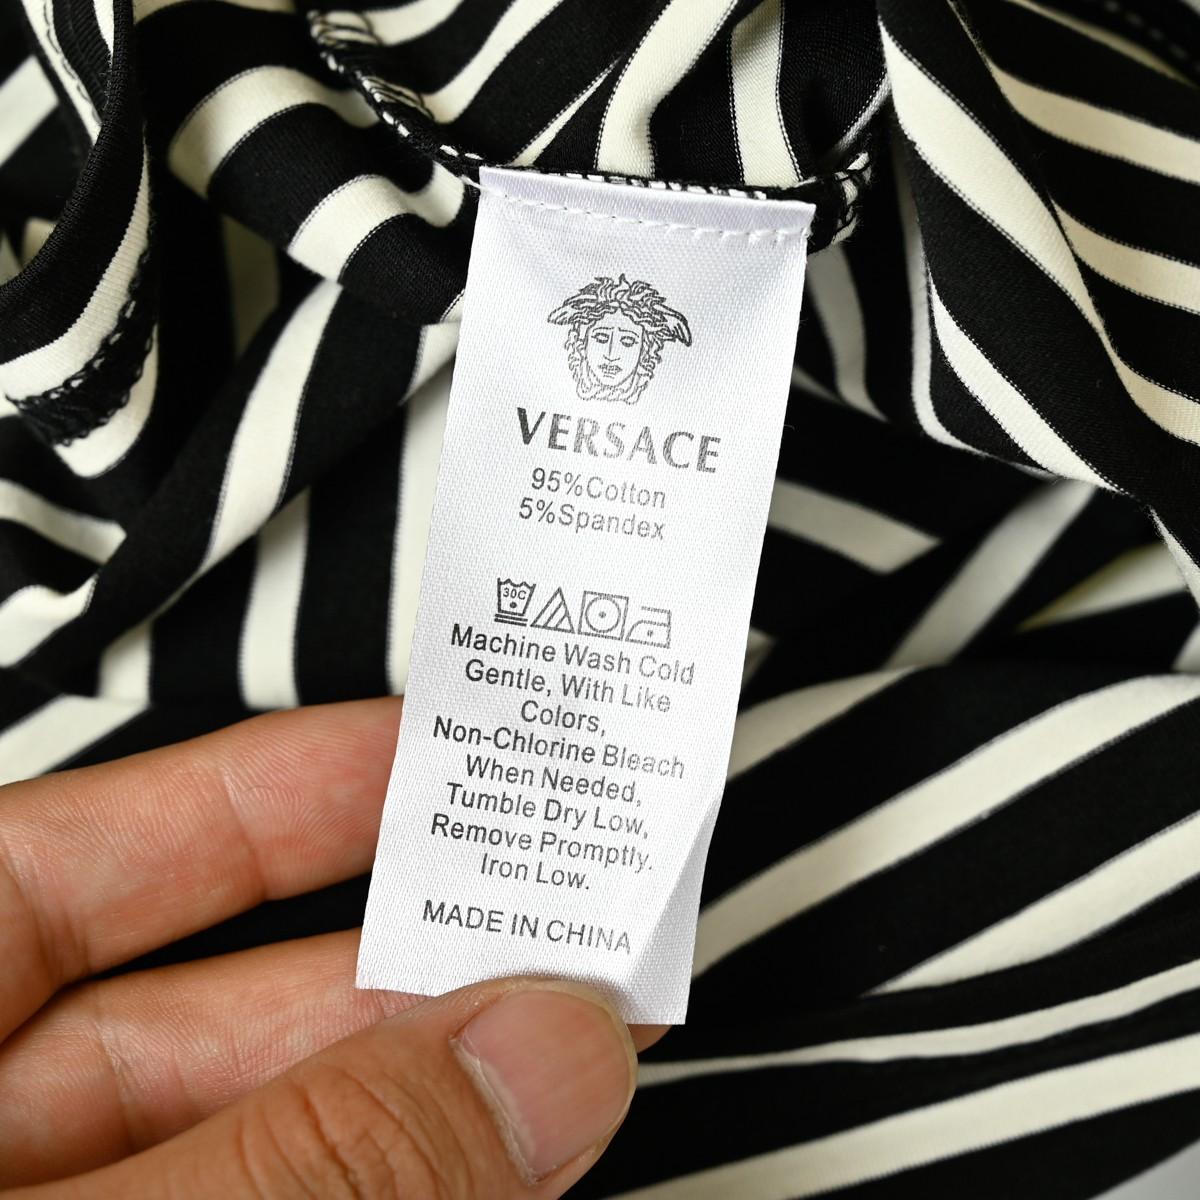 VERSACE
95%Cotton
5%Spandex
30C
Machine Wash Cold
Gentle, With Like
Colors,
Non-Chlorine Bleach
When Needed,
Tumble Dry Low,
Remove Promptly.
Iron Low.
MADE IN CHINA